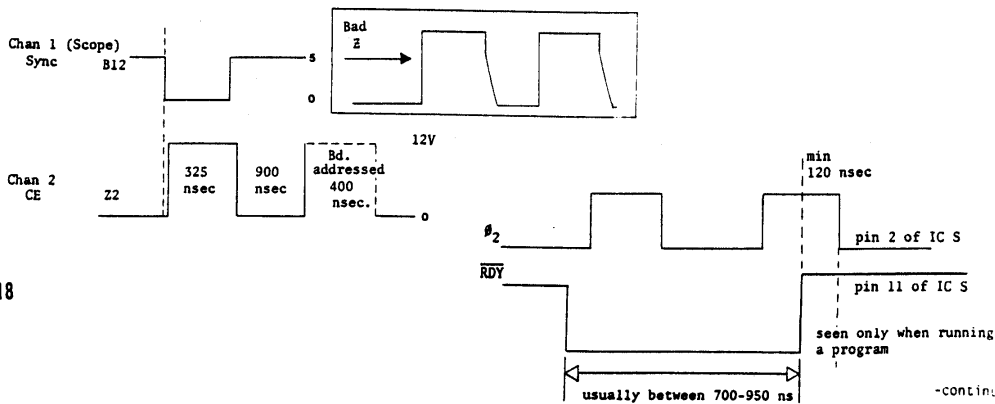 Chan 1 (Scope)
Sync
B12
5
0
Bad
Z
Chan 2
CE
Z2
325
nsec
900
nsec
Bd.
addressed
400
nsec.
12V
0
min
120 nsec
ø2
pin 2 of IC S
RDY
pin 11 of IC S
18
seen only when running
a program
usually between 700-950 ns